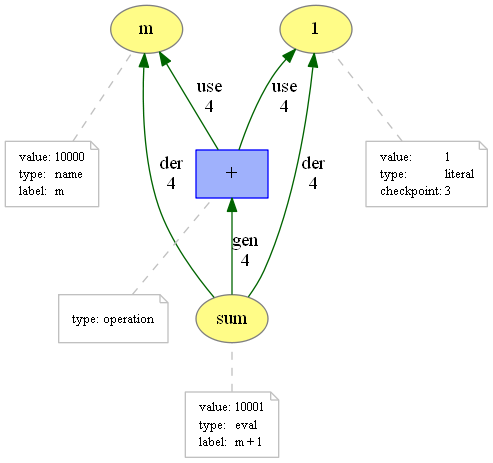 m
1
use
4
use
4
value: 10000
type: name
label: m
der
4
+
der
4
value: 1
type: literal
checkpoint: 3
gen
4
type: operation
sum
value: 10001
type: eval
label: m + 1